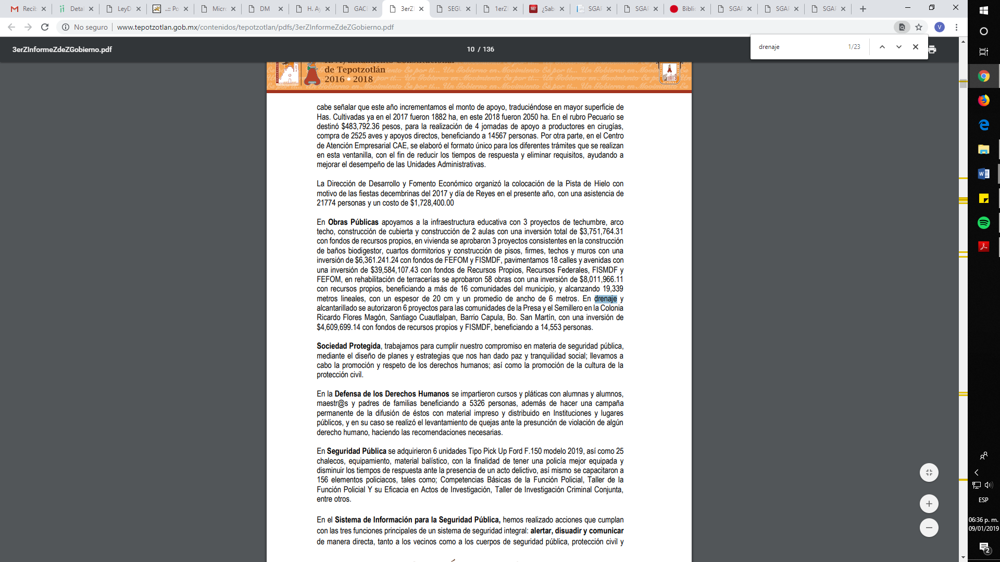 Recib
Detal
LeyD
..:: Po
Micro
DM
H. Ay
GAC
3erZ
SEGU
1erZ
¿Sab
SGA
SGA
Bibli
SGA
SGA
SGA
No seguro
www.tepotzotlan.gob.mx/contenidos/tepotzotlan/pdfs/3erZInformeZdeZGobierno.pdf
V
drenaje
1/23
3erZInformeZdeZGobierno.pdf
10 / 136
H. Ayuntamiento Constitucional
de Tepotzotlán
2016 • 2018
cabe señalar que este año incrementamos el monto de apoyo, traduciéndose en mayor superficie de
Has. Cultivadas ya en el 2017 fueron 1882 ha, en este 2018 fueron 2050 ha. En el rubro Pecuario se
destinó $483,792.36 pesos, para la realización de 4 jornadas de apoyo a productores en cirugías,
compra de 2525 aves y apoyos directos, beneficiando a 14567 personas. Por otra parte, en el Centro
de Atención Empresarial CAE, se elaboró el formato único para los diferentes trámites que se realizan
en esta ventanilla, con el fin de reducir los tiempos de respuesta y eliminar requisitos, ayudando a
mejorar el desempeño de las Unidades Administrativas.
La Dirección de Desarrollo y Fomento Económico organizó la colocación de la Pista de Hielo con
motivo de las fiestas decembrinas del 2017 y día de Reyes en el presente año, con una asistencia de
21774 personas y un costo de $1,728,400.00
En Obras Públicas apoyamos a la infraestructura educativa con 3 proyectos de techumbre, arco
techo, construcción de cubierta y construcción de 2 aulas con una inversión total de $3,751,764.31
con fondos de recursos propios, en vivienda se aprobaron 3 proyectos consistentes en la construcción
de baños biodigestor, cuartos dormitorios y construcción de pisos, firmes, techos y muros con una
inversión de $6,361.241.24 con fondos de FEFOM y FISMDF, pavimentamos 18 calles y avenidas con
una inversión de $39,584,107.43 con fondos de Recursos Propios, Recursos Federales, FISMDF y
FEFOM, en rehabilitación de terracerías se aprobaron 58 obras con una inversión de $8,011,966.11
con recursos propios, beneficiando a más de 16 comunidades del municipio, y alcanzando 19,339
metros lineales, con un espesor de 20 cm y un promedio de ancho de 6 metros. En drenaje y
alcantarillado se autorizaron 6 proyectos para las comunidades de la Presa y el Semillero en la Colonia
Ricardo Flores Magón, Santiago Cuautlalpan, Barrio Capula, Bo. San Martín, con una inversión de
$4,609,699.14 con fondos de recursos propios y FISMDF, beneficiando a 14,553 personas.
Sociedad Protegida, trabajamos para cumplir nuestro compromiso en materia de seguridad pública,
mediante el diseño de planes y estrategias que nos han dado paz y tranquilidad social; llevamos a
cabo la promoción y respeto de los derechos humanos; así como la promoción de la cultura de la
protección civil.
En la Defensa de los Derechos Humanos se impartieron cursos y pláticas con alumnas y alumnos,
maestr@s y padres de familias beneficiando a 5326 personas, además de hacer una campaña
permanente de la difusión de éstos con material impreso y distribuido en Instituciones y lugares
públicos, y en su caso se realizó el levantamiento de quejas ante la presunción de violación de algún
derecho humano, haciendo las recomendaciones necesarias.
En Seguridad Pública se adquirieron 6 unidades Tipo Pick Up Ford F.150 modelo 2019, así como 25
chalecos, equipamiento, material balístico, con la finalidad de tener una policía mejor equipada y
disminuir los tiempos de respuesta ante la presencia de un acto delictivo, así mismo se capacitaron a
156 elementos policiacos, tales como; Competencias Básicas de la Función Policial, Taller de la
Función Policial Y su Eficacia en Actos de Investigación, Taller de Investigación Criminal Conjunta,
entre otros.
En el Sistema de Información para la Seguridad Pública, hemos realizado acciones que cumplan
con las tres funciones principales de un sistema de seguridad integral: alertar, disuadir y comunicar
de manera directa, tanto a los vecinos como a los cuerpos de seguridad pública, protección civil y
ESP
06:36 p. m.
09/01/2019
2